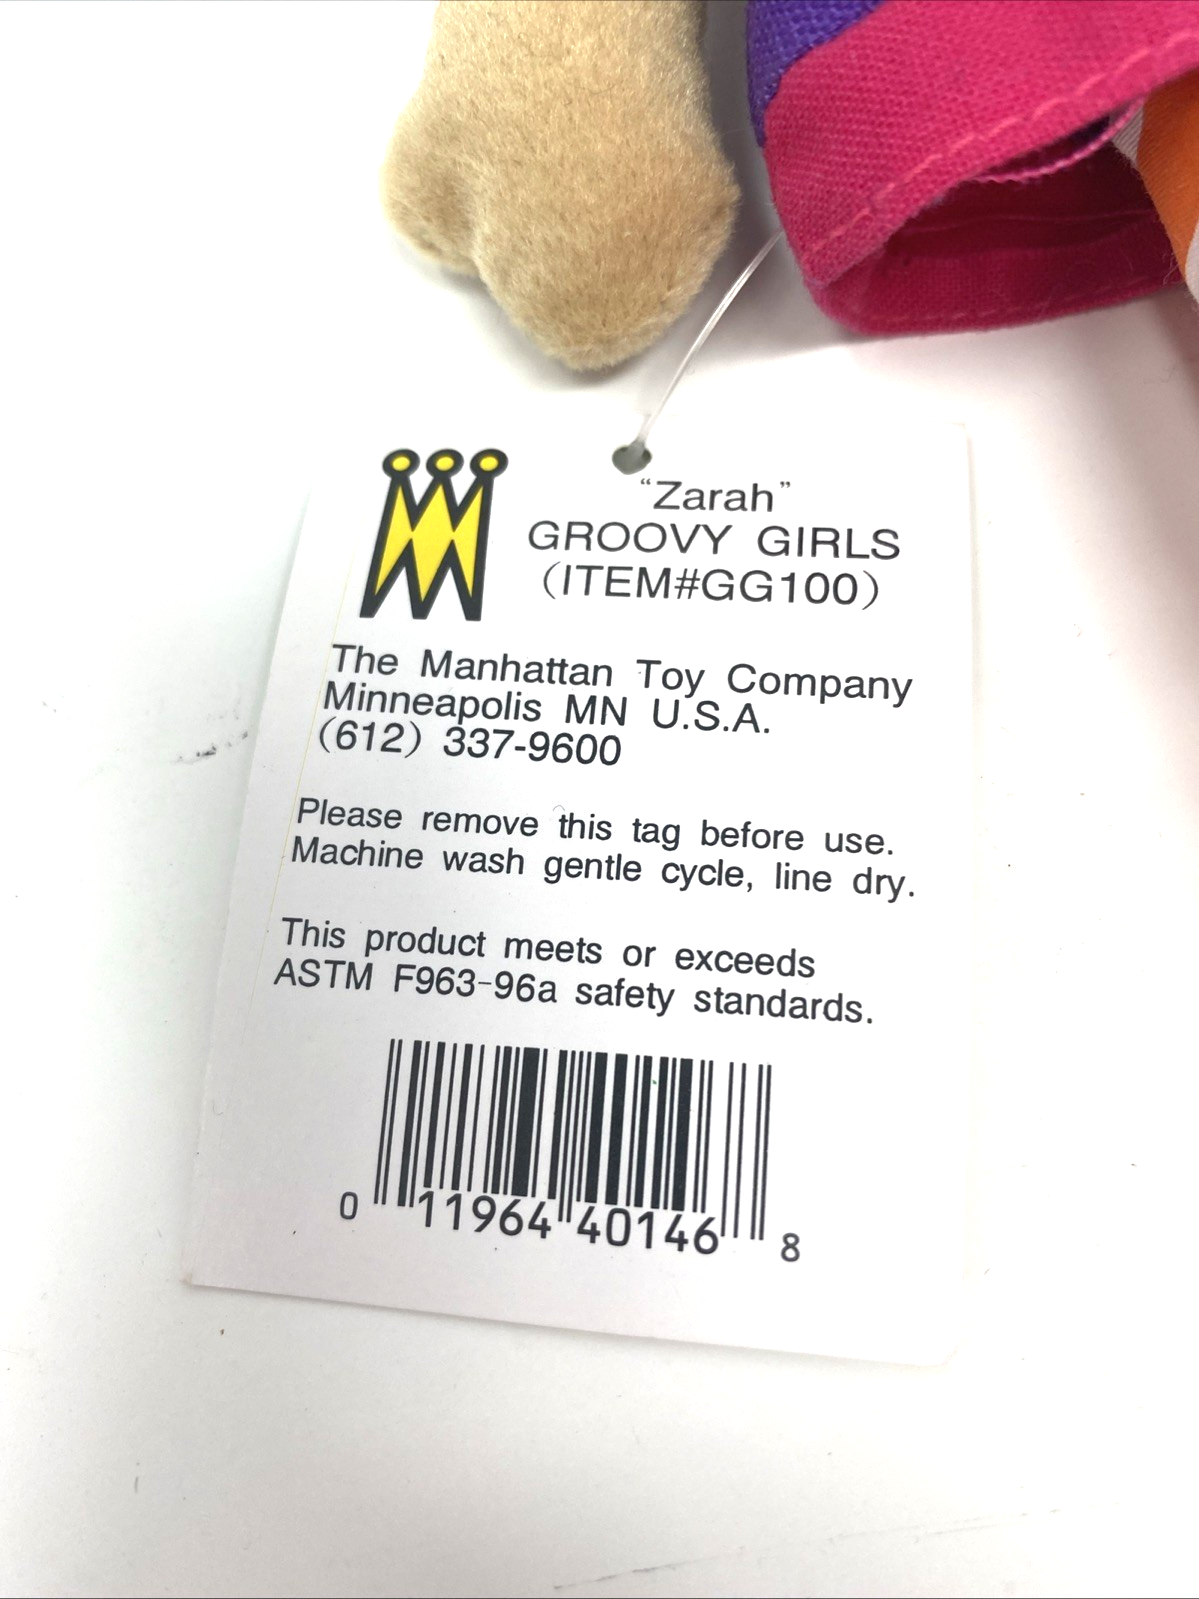 “Zarah”
GROOVY GIRLS
(ITEM#GG100)
The Manhattan Toy Company
Minneapolis MN U.S.A.
(612) 337-9600
Please remove this tag before use.
Machine wash gentle cycle, line dry.
This product meets or exceeds
ASTM F963-96a safety standards.
0 11964 40146 8